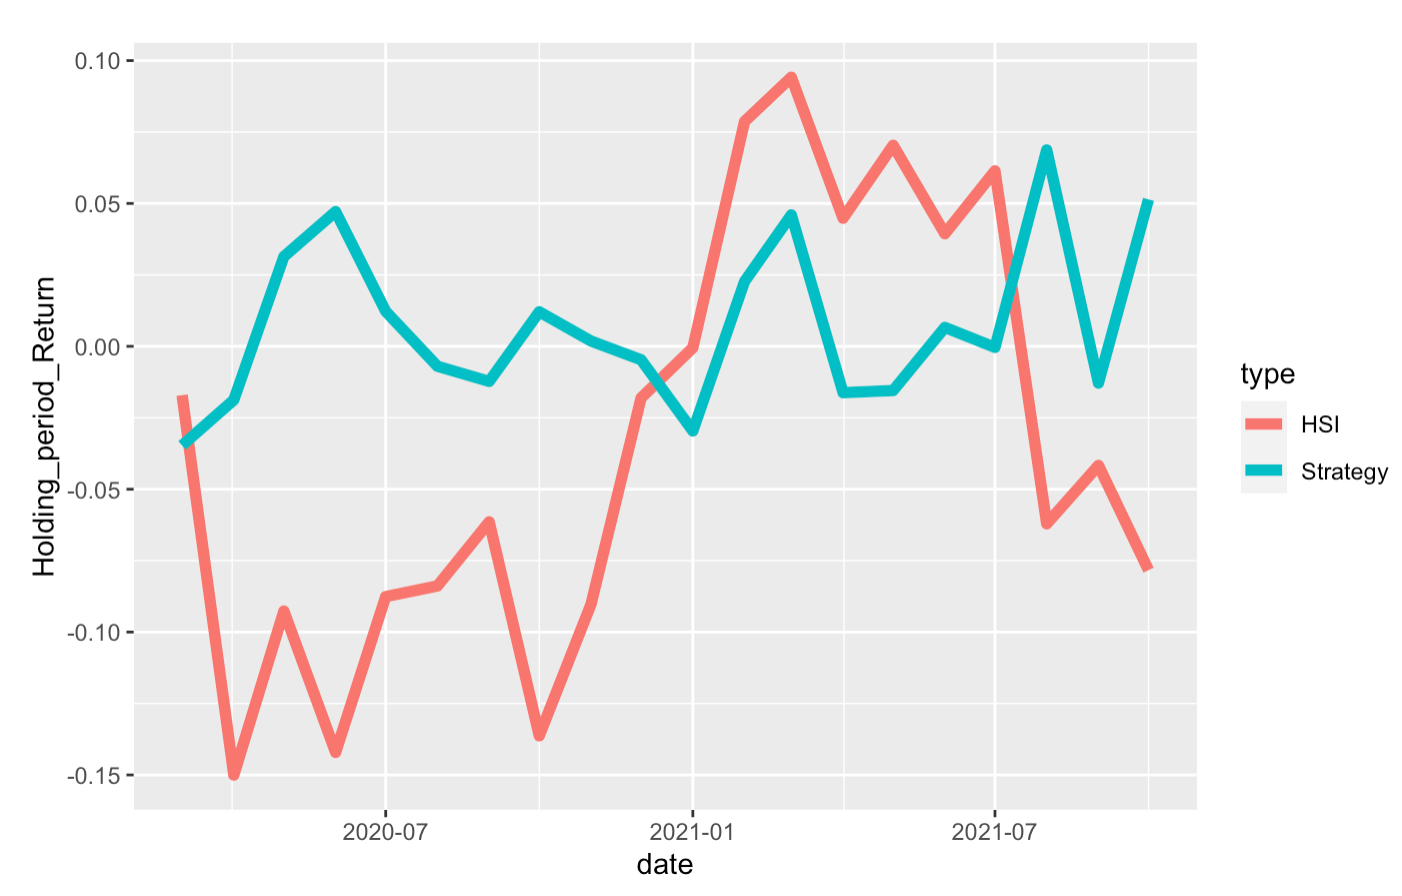 0.10
0.05
0.00
-0.05
-0.10
-0.15
Holding_period_Return
2020-07
2021-01
2021-07
date
type
HSI
Strategy